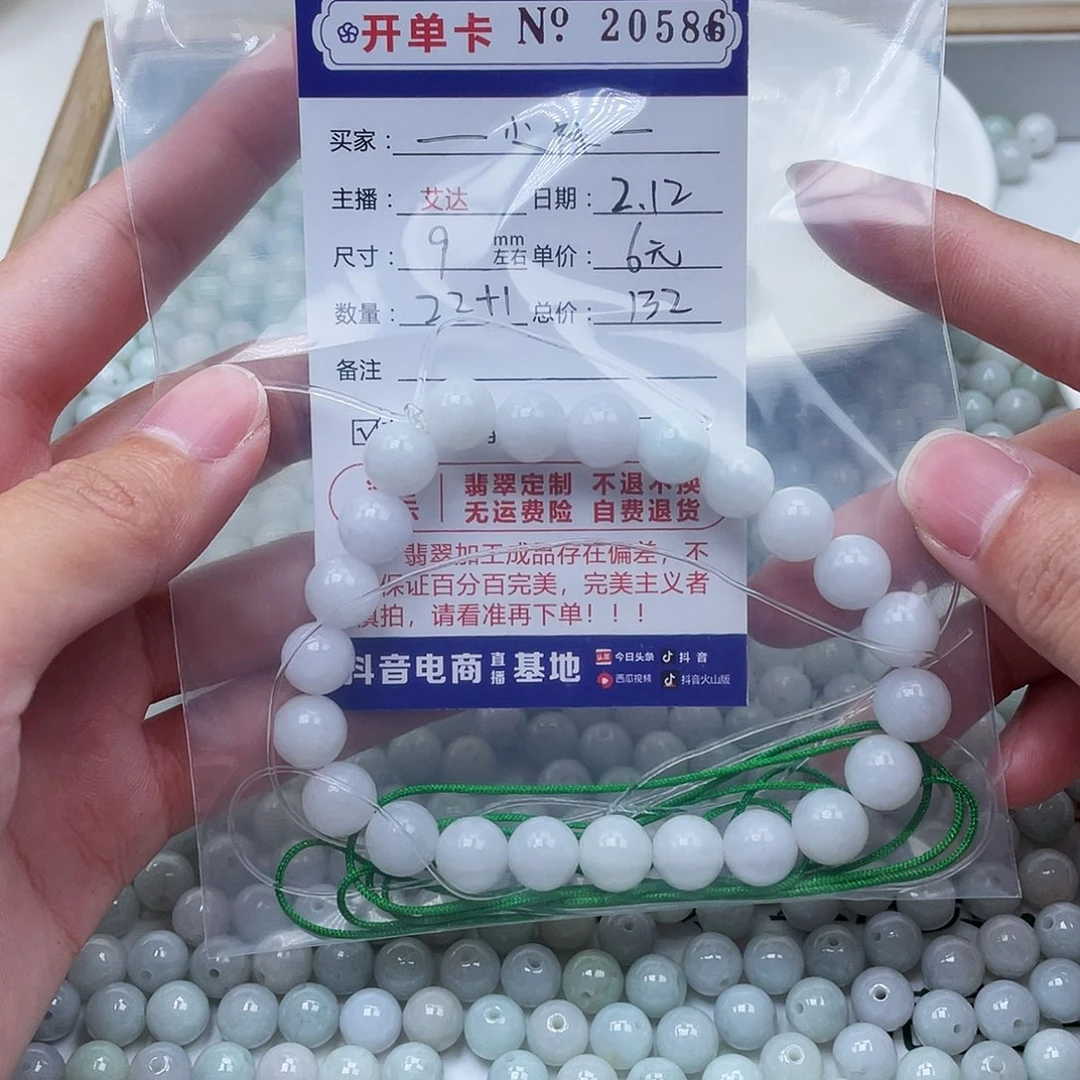 开单卡 Nº 20586
买家：
主播：艾达 日期：2.12
尺寸：9 mm左右 单价：6元
数量：22+1 总价：132
备注
翡翠定制 不退不换
无运费险 自费退货
翡翠加工成品存在偏差，不
保证百分百完美，完美主义者
慎拍，请看准再下单！！！
抖音电商直播基地 今日头条 抖音
西瓜视频 抖音火山版